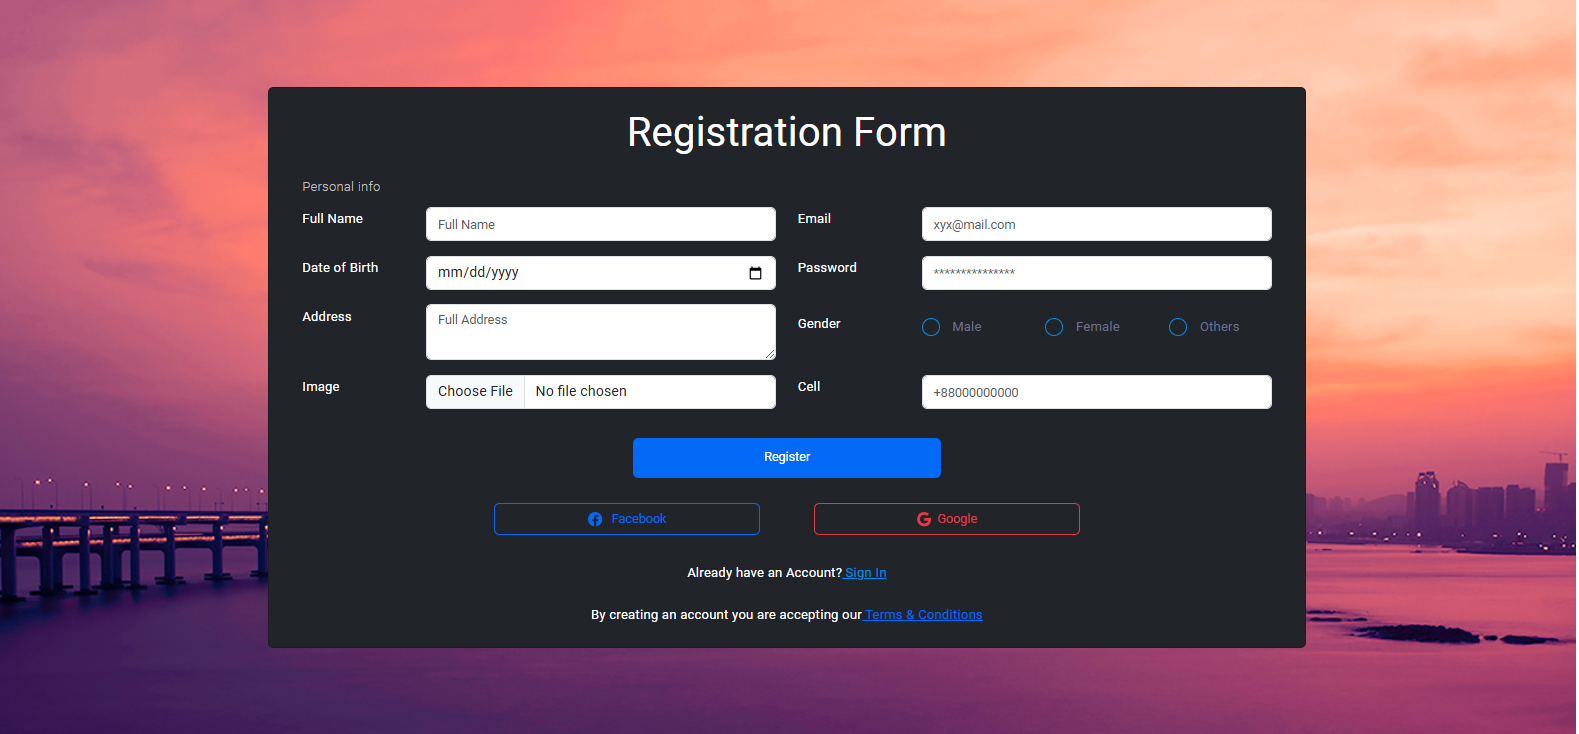 Registration Form
Personal info
Full Name Full Name Email xyx@mail.com
Date of Birth mm/dd/yyyy Password ***************
Address Full Address Gender Male Female Others
Image Choose File No file chosen Cell +88000000000
Register
Facebook Google
Already have an Account? Sign In
By creating an account you are accepting our Terms & Conditions